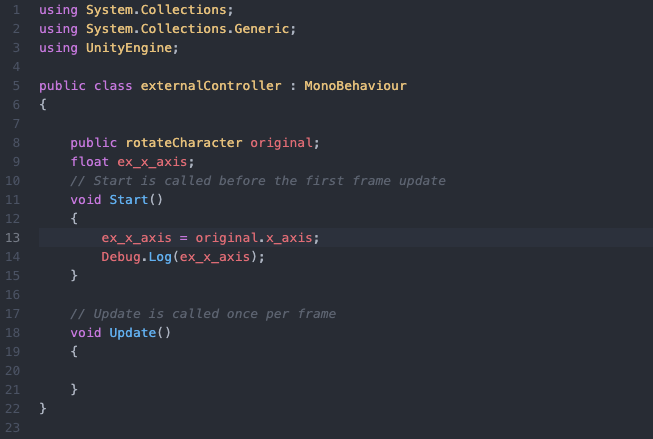 1 using System.Collections;
2 using System.Collections.Generic;
3 using UnityEngine;
4
5 public class externalController : MonoBehaviour
6 {
7
8     public rotateCharacter original;
9     float ex_x_axis;
10     // Start is called before the first frame update
11     void Start()
12     {
13         ex_x_axis = original.x_axis;
14         Debug.Log(ex_x_axis);
15     }
16
17     // Update is called once per frame
18     void Update()
19     {
20
21     }
22 }
23